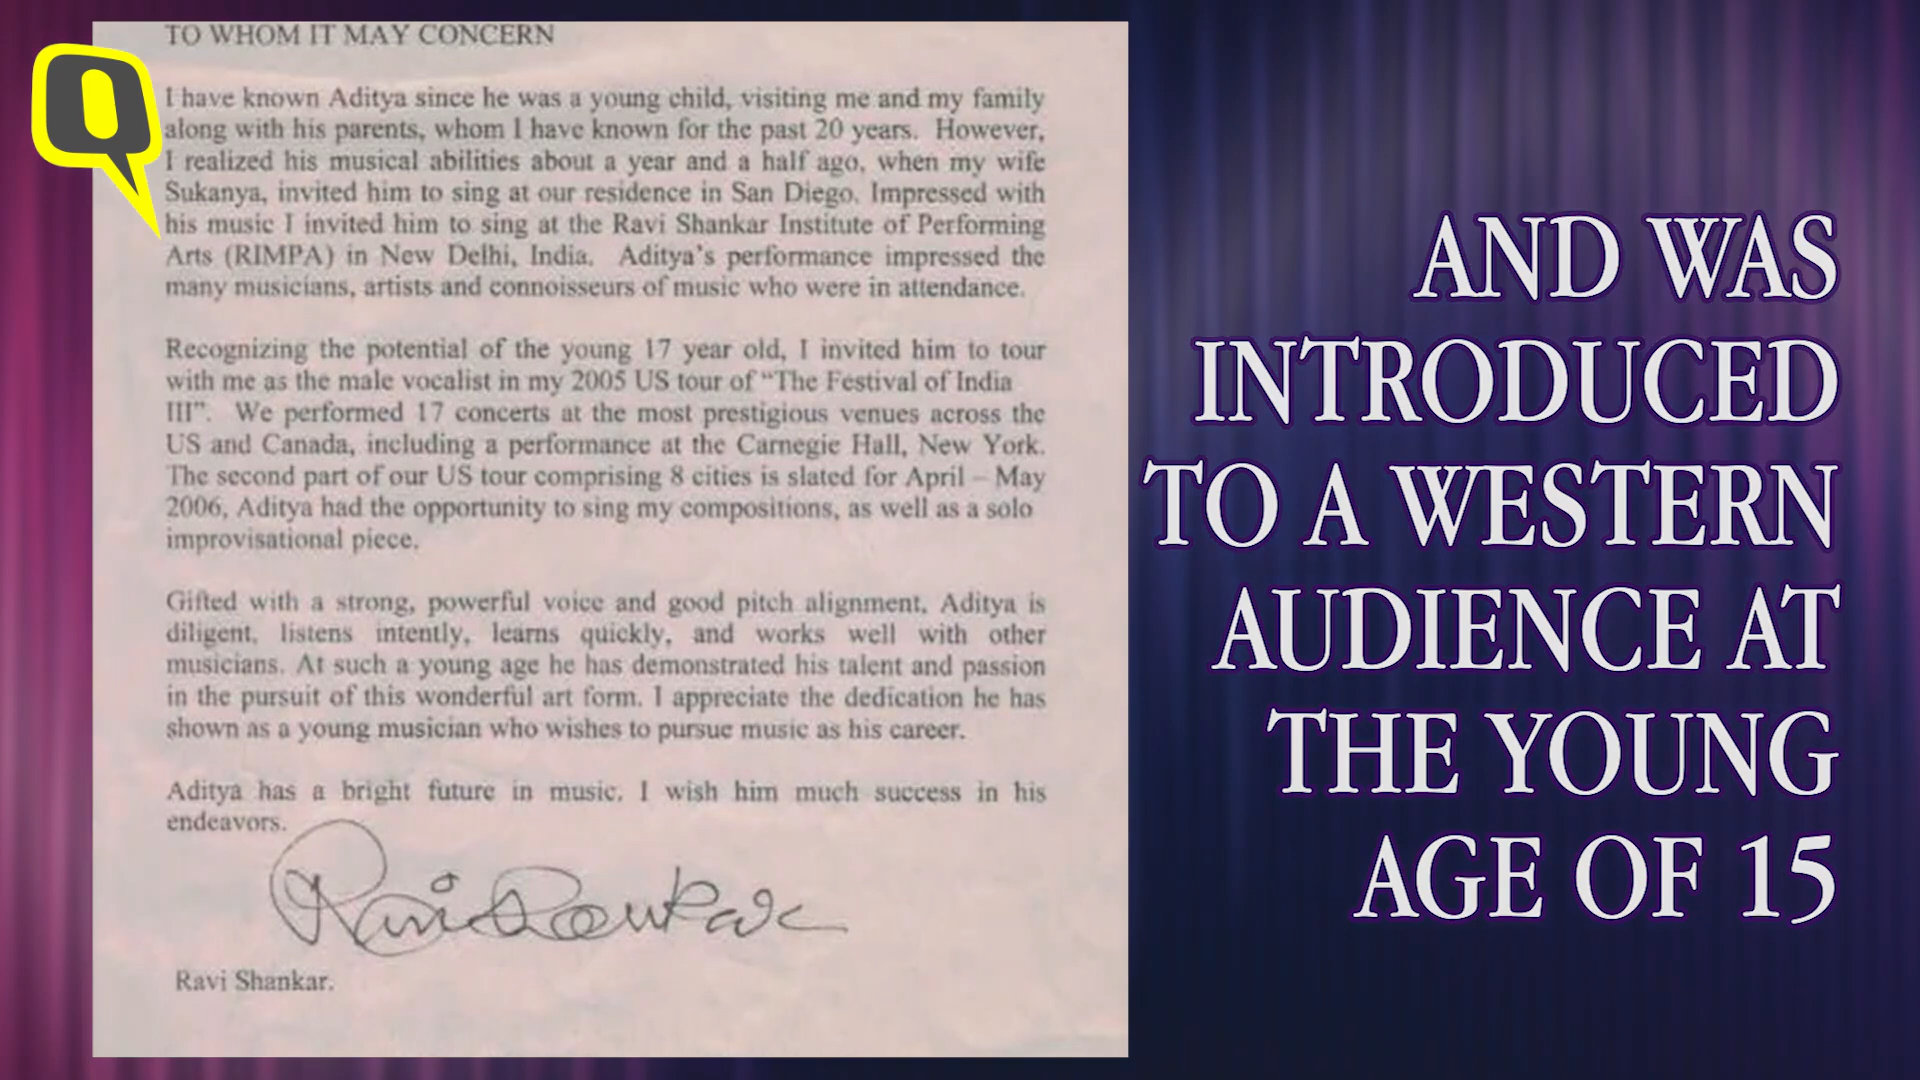 TO WHOM IT MAY CONCERN
I have known Aditya since he was a young child, visiting me and my family
along with his parents, whom I have known for the past 20 years. However,
I realized his musical abilities about a year and a half ago, when my wife
Sukanya, invited him to sing at our residence in San Diego. Impressed with
his music I invited him to sing at the Ravi Shankar Institute of Performing
Arts (RIMPA) in New Delhi, India. Aditya's performance impressed the
many musicians, artists and connoisseurs of music who were in attendance.
Recognizing the potential of the young 17 year old, I invited him to tour
with me as the male vocalist in my 2005 US tour of “The Festival of India
III”. We performed 17 concerts at the most prestigious venues across the
US and Canada, including a performance at the Carnegie Hall, New York.
The second part of our US tour comprising 8 cities is slated for April – May
2006, Aditya had the opportunity to sing my compositions, as well as a solo
improvisational piece.
Gifted with a strong, powerful voice and good pitch alignment, Aditya is
diligent, listens intently, learns quickly, and works well with other
musicians. At such a young age he has demonstrated his talent and passion
in the pursuit of this wonderful art form. I appreciate the dedication he has
shown as a young musician who wishes to pursue music as his career.
Aditya has a bright future in music. I wish him much success in his
endeavors.
Ravi Shankar
Ravi Shankar.
Q
AND WAS
INTRODUCED
TO A WESTERN
AUDIENCE AT
THE YOUNG
AGE OF 15